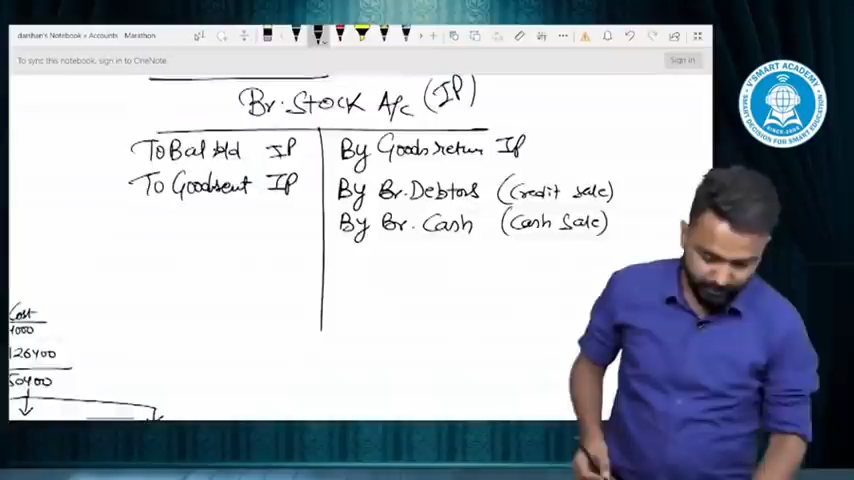 darshan's Notebook » Accounts Marathon
To sync this notebook, sign in to OneNote.
Sign in
Br. Stock A/c (IP)
To Bal b/d IP
By Goods return IP
To Goods sent IP
By Br. Debtors (Credit sale)
By Br. Cash (Cash sale)
Cost
126400
50400
V'SMART ACADEMY
SINCE-2005
SMART DECISION FOR SMART EDUCATION